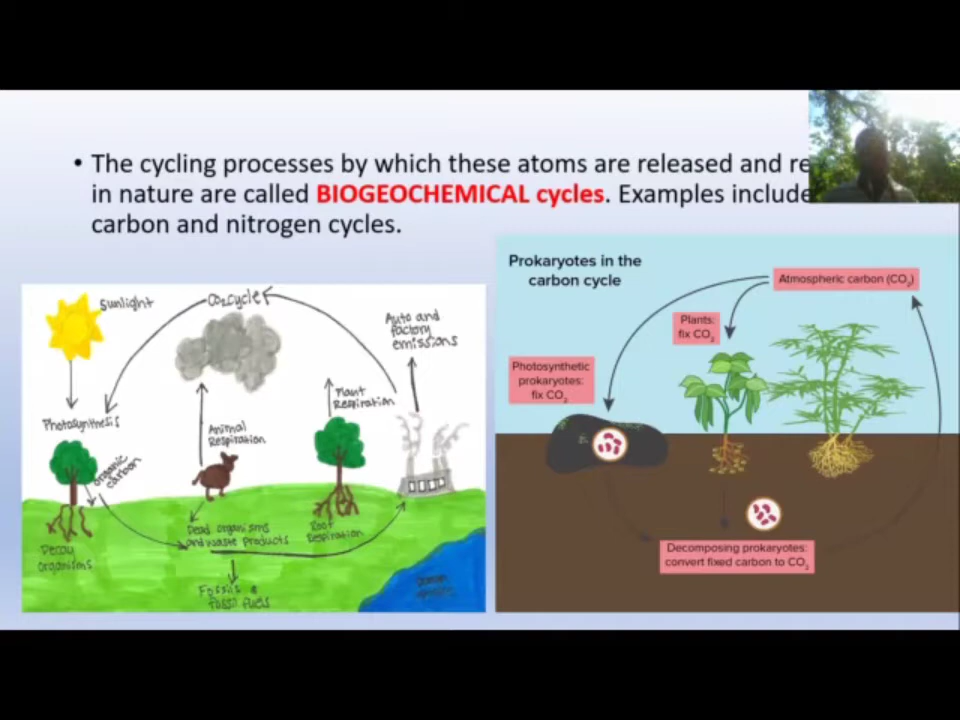 • The cycling processes by which these atoms are released and re
in nature are called BIOGEOCHEMICAL cycles. Examples include
carbon and nitrogen cycles.
Sunlight
CO₂ cycle
Auto and
factory
emissions
Photosynthesis
Animal
Respiration
Plant
Respiration
organic
carbon
Decay
organisms
Dead organisms
and waste products
Root
Respiration
Fossils &
fossil fuels
Prokaryotes in the
carbon cycle
Atmospheric carbon (CO₂)
Plants:
fix CO₂
Photosynthetic
prokaryotes:
fix CO₂
Decomposing prokaryotes:
convert fixed carbon to CO₂